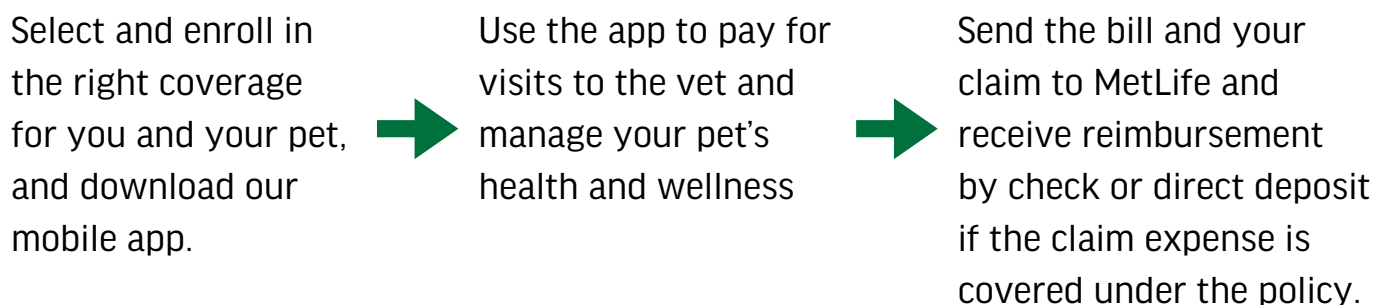 Select and enroll in
the right coverage
for you and your pet,
and download our
mobile app.
Use the app to pay for
visits to the vet and
manage your pet's
health and wellness
Send the bill and your
claim to MetLife and
receive reimbursement
by check or direct deposit
if the claim expense is
covered under the policy.